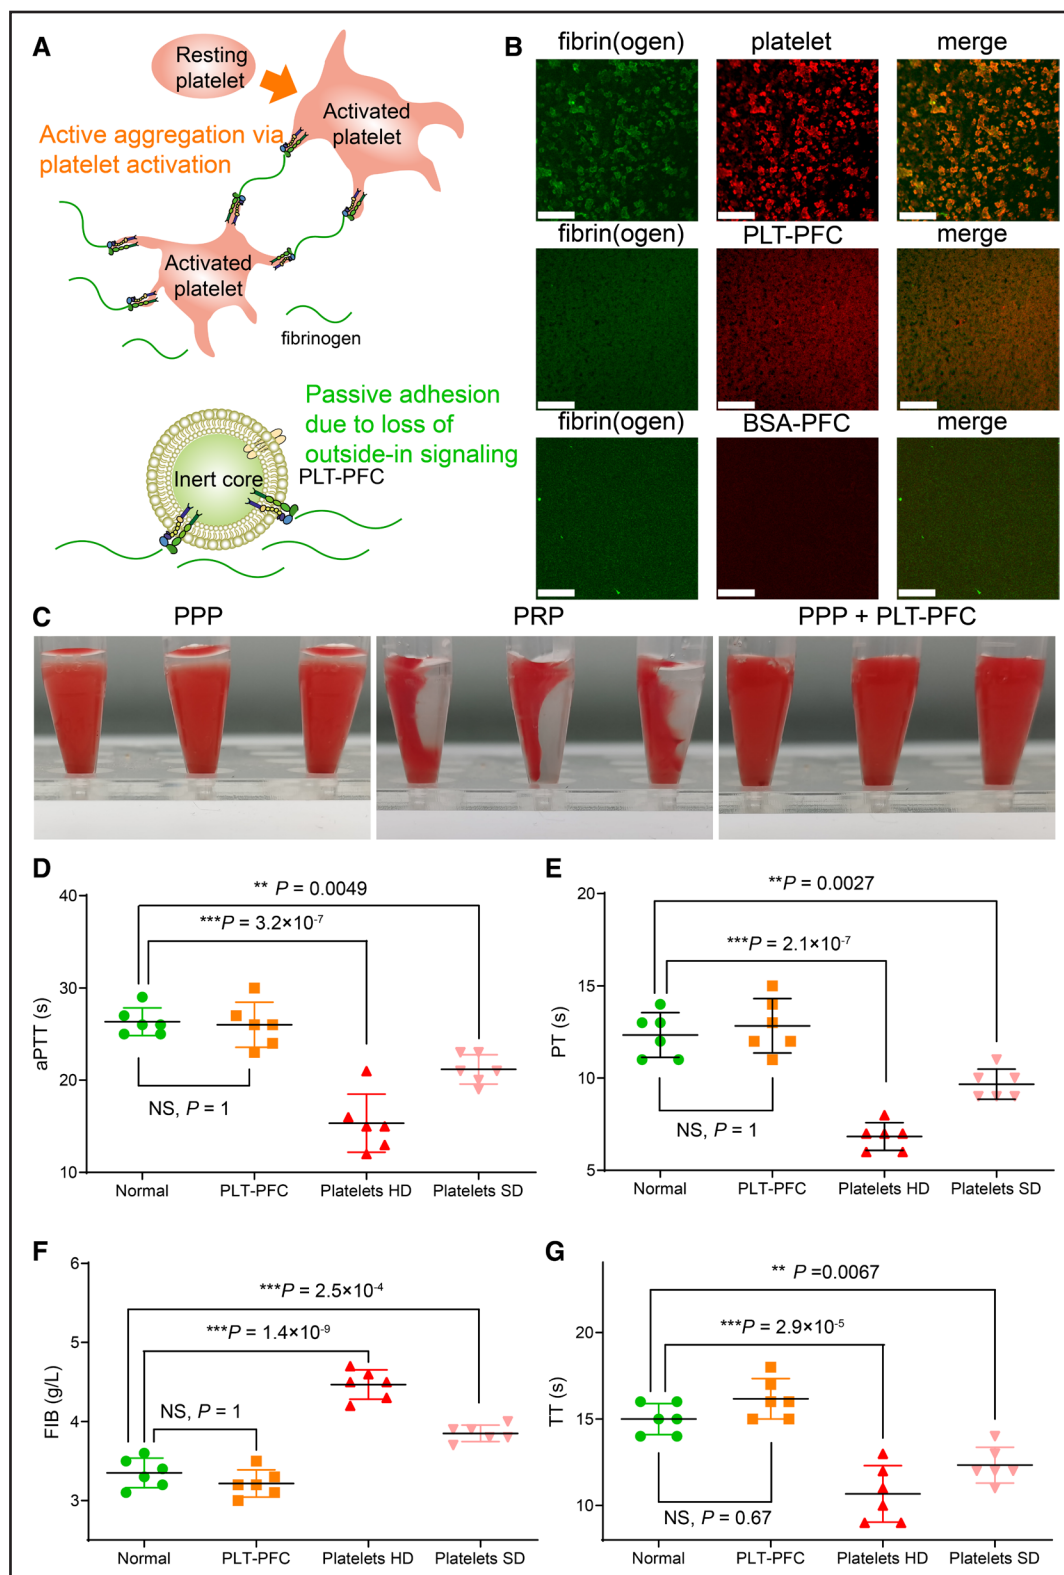 A
Resting
platelet
Activated
platelet
Active aggregation via
platelet activation
Activated
platelet
fibrinogen
Passive adhesion
due to loss of
outside-in signaling
Inert core
PLT-PFC
B
fibrin(ogen) platelet merge
fibrin(ogen) PLT-PFC merge
fibrin(ogen) BSA-PFC merge
C
PPP PRP PPP + PLT-PFC
D
** P = 0.0049
***P = 3.2×10-7
NS, P = 1
aPTT (s)
40
30
20
10
Normal PLT-PFC Platelets HD Platelets SD
E
**P = 0.0027
***P = 2.1×10-7
NS, P = 1
PT (s)
20
15
10
5
Normal PLT-PFC Platelets HD Platelets SD
F
***P = 2.5×10-4
***P = 1.4×10-9
NS, P = 1
FIB (g/L)
6
5
4
3
Normal PLT-PFC Platelets HD Platelets SD
G
** P =0.0067
***P = 2.9×10-5
NS, P = 0.67
TT (s)
20
15
10
Normal PLT-PFC Platelets HD Platelets SD